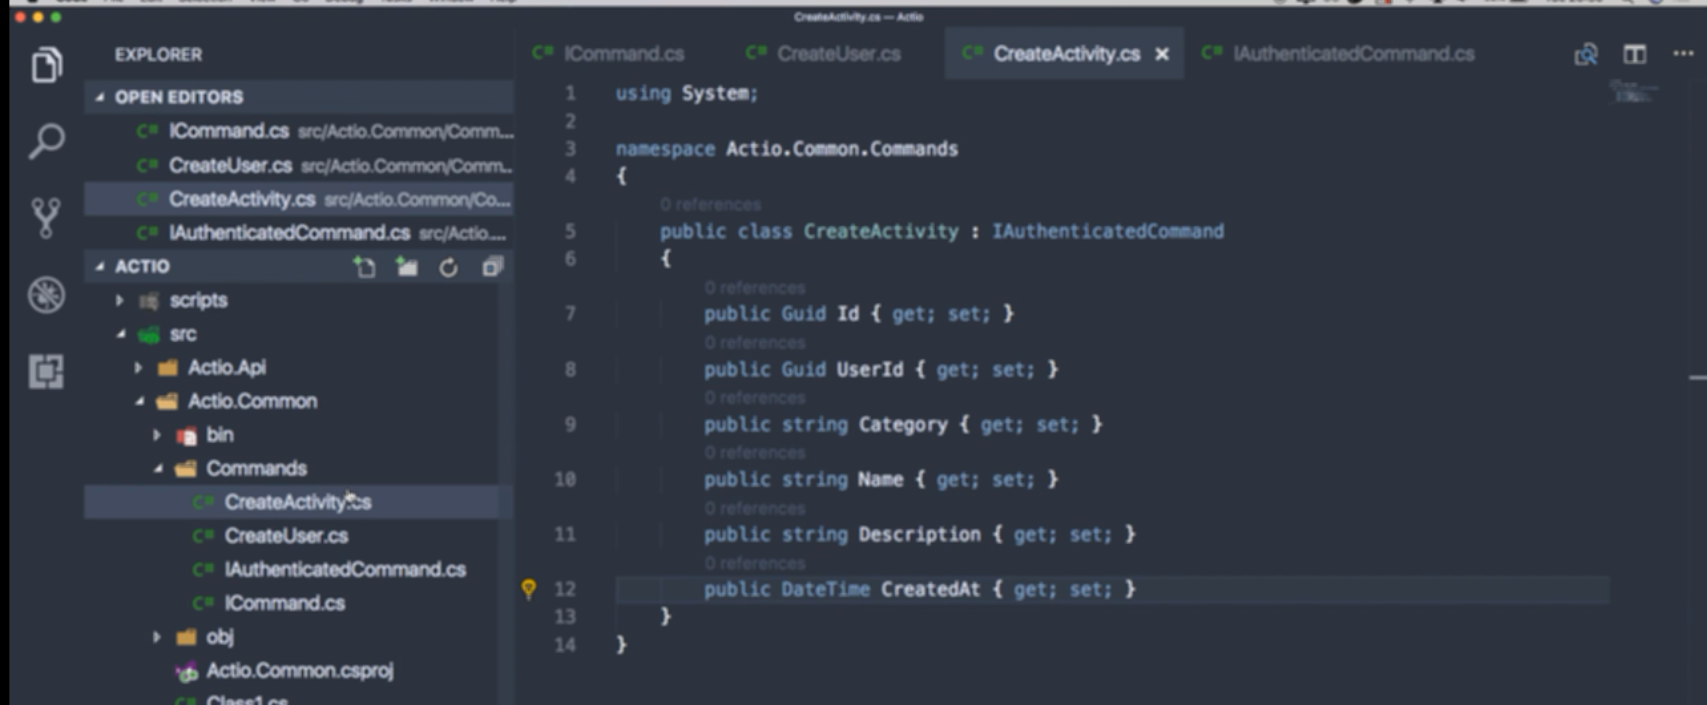 CreateActivity.cs — Actio
EXPLORER
OPEN EDITORS
ICommand.cs src/Actio.Common/Comm...
CreateUser.cs src/Actio.Common/Comm...
CreateActivity.cs src/Actio.Common/Co...
IAuthenticatedCommand.cs src/Actio....
ACTIO
scripts
src
Actio.Api
Actio.Common
bin
Commands
CreateActivity.cs
CreateUser.cs
IAuthenticatedCommand.cs
ICommand.cs
obj
Actio.Common.csproj
Class1.cs
ICommand.cs CreateUser.cs CreateActivity.cs × IAuthenticatedCommand.cs
1 using System;
2
3 namespace Actio.Common.Commands
4 {
0 references
5 public class CreateActivity : IAuthenticatedCommand
6 {
0 references
7 public Guid Id { get; set; }
0 references
8 public Guid UserId { get; set; }
0 references
9 public string Category { get; set; }
0 references
10 public string Name { get; set; }
0 references
11 public string Description { get; set; }
0 references
12 public DateTime CreatedAt { get; set; }
13 }
14 }